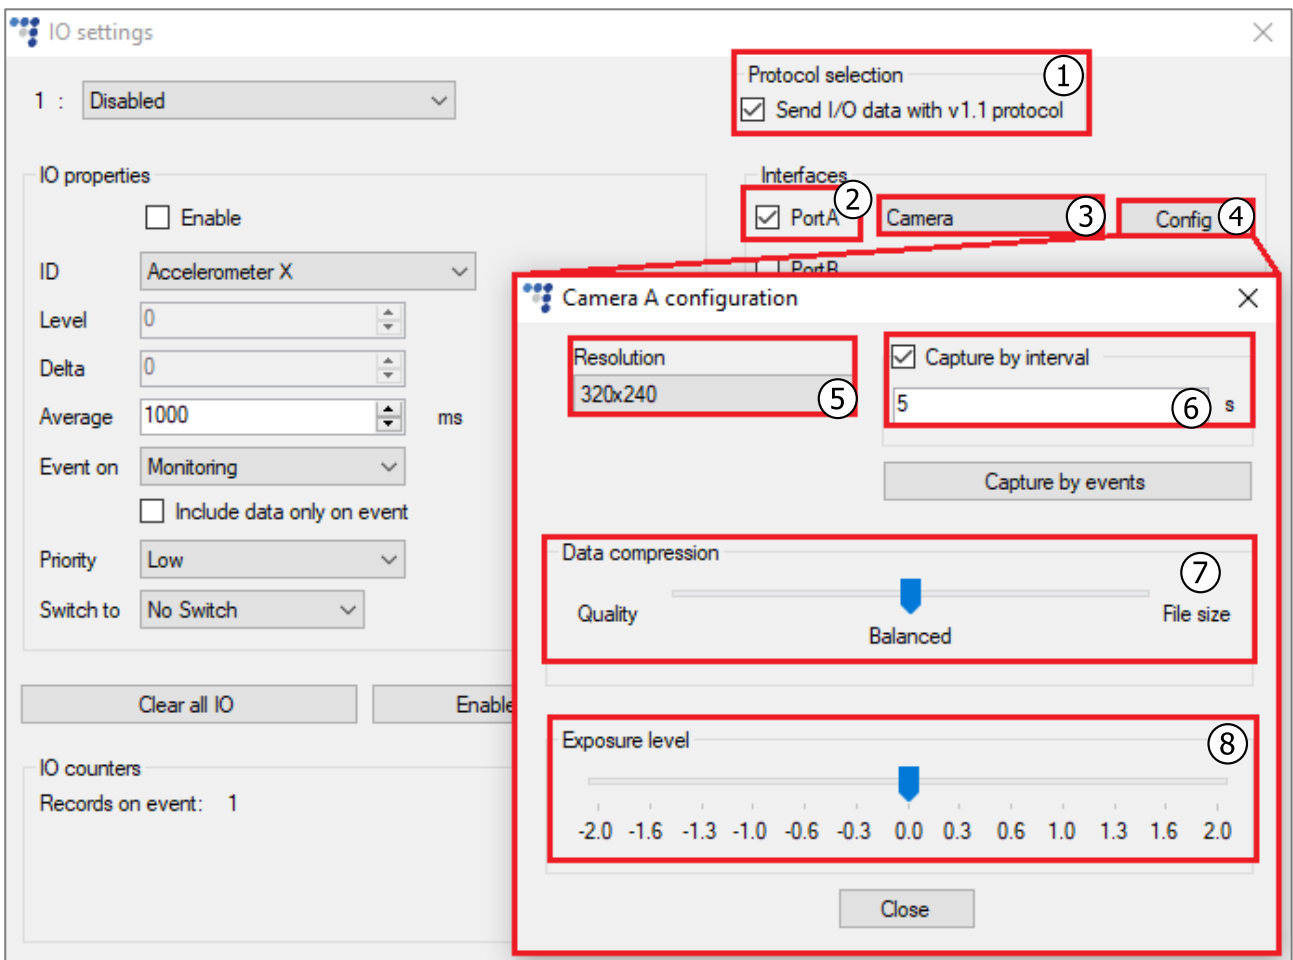 IO settings
1 : Disabled
Protocol selection ①
Send I/O data with v1.1 protocol
IO properties
Enable
ID Accelerometer X
Level 0
Delta 0
Average 1000 ms
Event on Monitoring
Include data only on event
Priority Low
Switch to No Switch
Clear all IO Enable
IO counters
Records on event: 1
Interfaces
PortA ② Camera ③ Config ④
PortB
Camera A configuration
Resolution
320x240 ⑤
Capture by interval
5 ⑥ s
Capture by events
Data compression ⑦
Quality File size
Balanced
Exposure level ⑧
-2.0 -1.6 -1.3 -1.0 -0.6 -0.3 0.0 0.3 0.6 1.0 1.3 1.6 2.0
Close